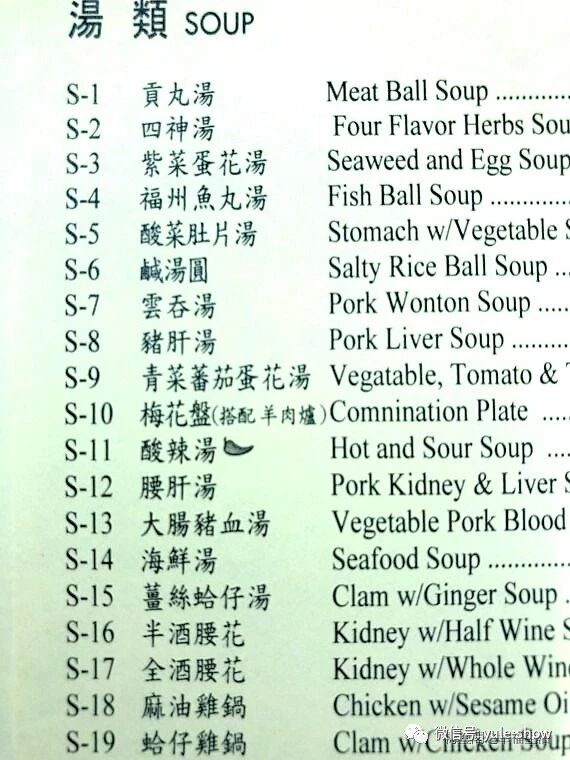 湯 類 SOUP
S-1 貢丸湯 Meat Ball Soup ..........
S-2 四神湯 Four Flavor Herbs Sou
S-3 紫菜蛋花湯 Seaweed and Egg Soup
S-4 福州魚丸湯 Fish Ball Soup ...........
S-5 酸菜肚片湯 Stomach w/Vegetable S
S-6 鹹湯圓 Salty Rice Ball Soup ...
S-7 雲吞湯 Pork Wonton Soup .....
S-8 豬肝湯 Pork Liver Soup ........
S-9 青菜蕃茄蛋花湯 Vegatable, Tomato &
S-10 梅花盤(搭配羊肉爐) Comnination Plate ....
S-11 酸辣湯 Hot and Sour Soup ....
S-12 腰肝湯 Pork Kidney & Liver S
S-13 大腸豬血湯 Vegetable Pork Blood
S-14 海鮮湯 Seafood Soup ...........
S-15 薑絲蛤仔湯 Clam w/Ginger Soup .
S-16 半酒腰花 Kidney w/Half Wine S
S-17 全酒腰花 Kidney w/Whole Wine
S-18 麻油雞鍋 Chicken w/Sesame Oi
S-19 蛤仔雞鍋 Clam w/Chicken Soup
微信号: yule-show